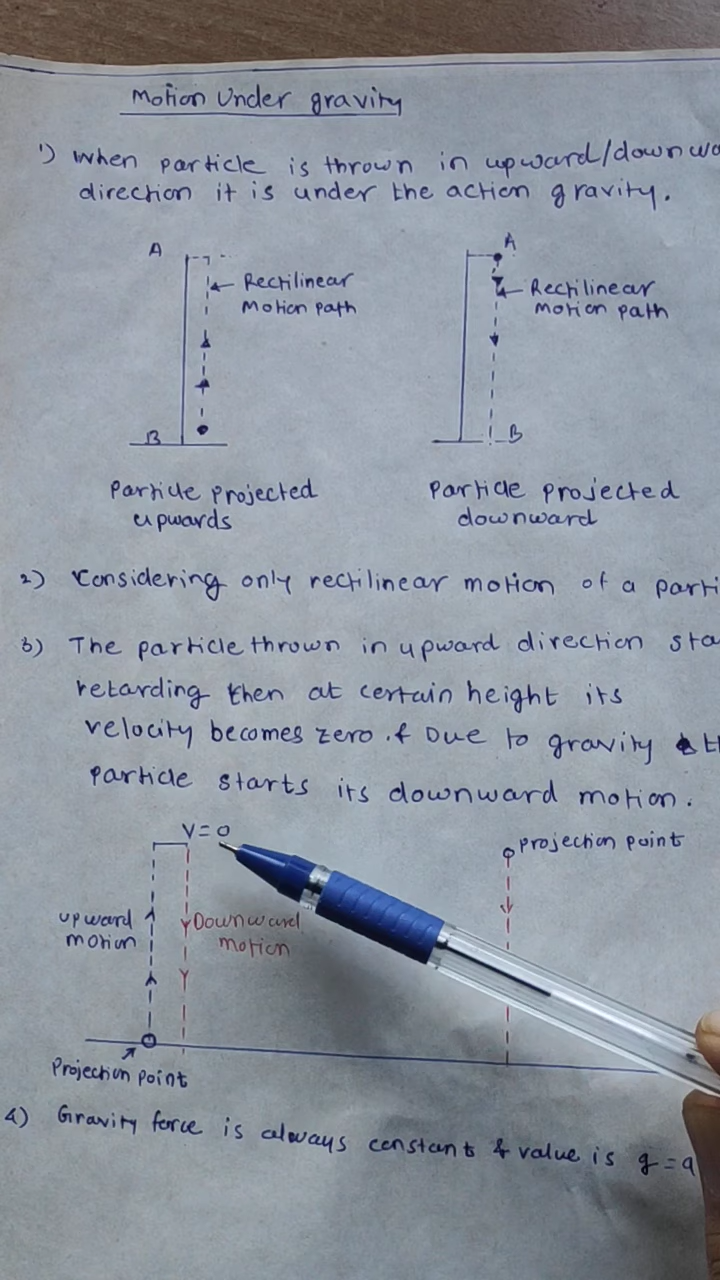 Motion Under gravity
1) When particle is thrown in upward/downwa
direction it is under the action gravity.
A
Rectilinear
Motion path
B
Particle projected
upwards
A
Rectilinear
Motion path
B
Particle projected
downward
2) Considering only rectilinear motion of a parti
3) The particle thrown in upward direction sta
retarding then at certain height its
velocity becomes zero. & Due to gravity th
particle starts its downward motion.
V=0
upward
motion
Downward
motion
Projection point
projection point
4) Gravity force is always constant & value is g = 9